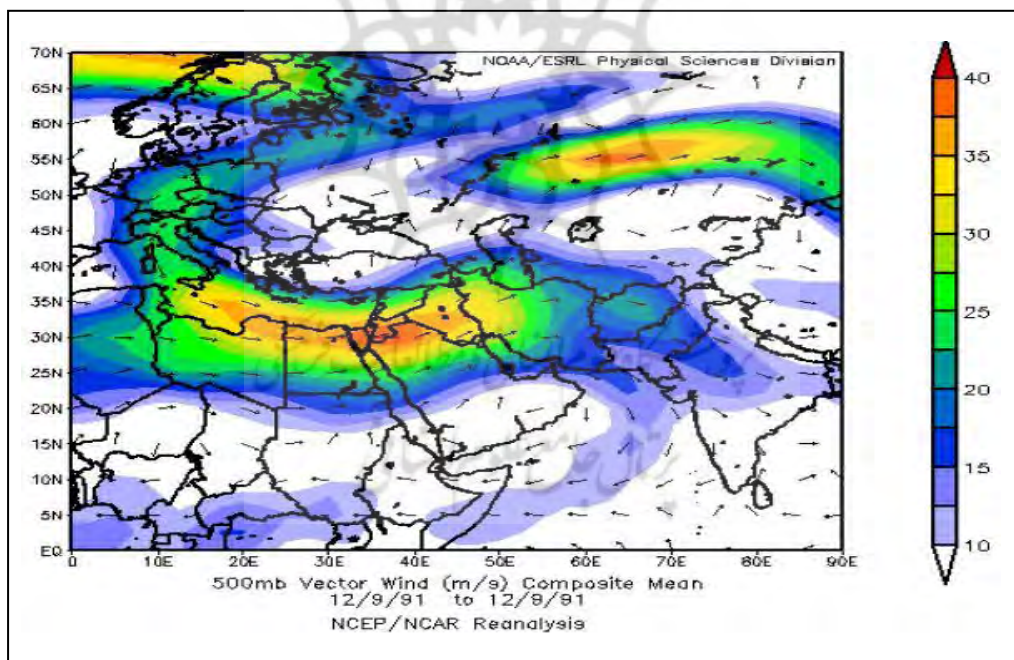 NOAA/ESRL Physical Sciences Division
70N
65N
60N
55N
50N
45N
40N
35N
30N
25N
20N
15N
10N
5N
EQ
0 10E 20E 30E 40E 50E 60E 70E 80E 90E
40
35
30
25
20
15
10
500mb Vector Wind (m/s) Composite Mean
12/9/91 to 12/9/91
NCEP/NCAR Reanalysis